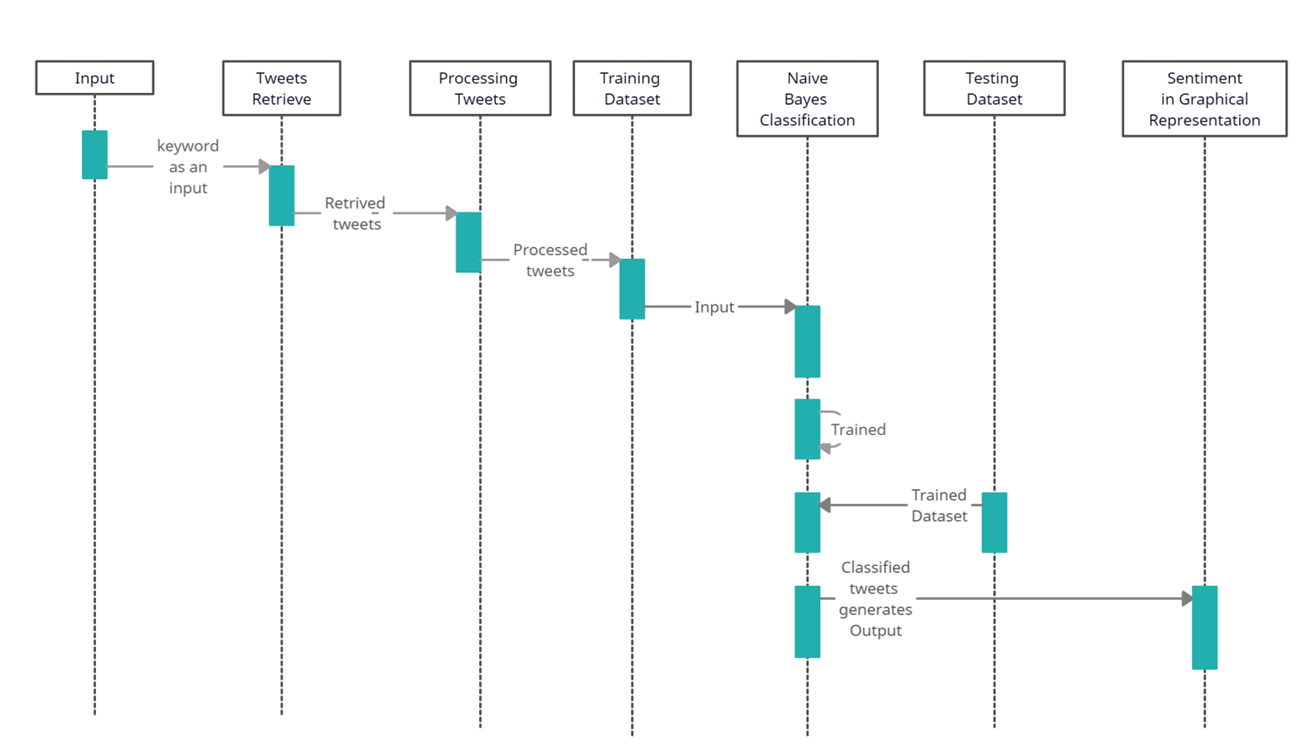 Input
Tweets
Retrieve
Processing
Tweets
Training
Dataset
Naive
Bayes
Classification
Testing
Dataset
Sentiment
in Graphical
Representation
keyword
as an
input
Retrived
tweets
Processed
tweets
Input
Trained
Trained
Dataset
Classified
tweets
generates
Output